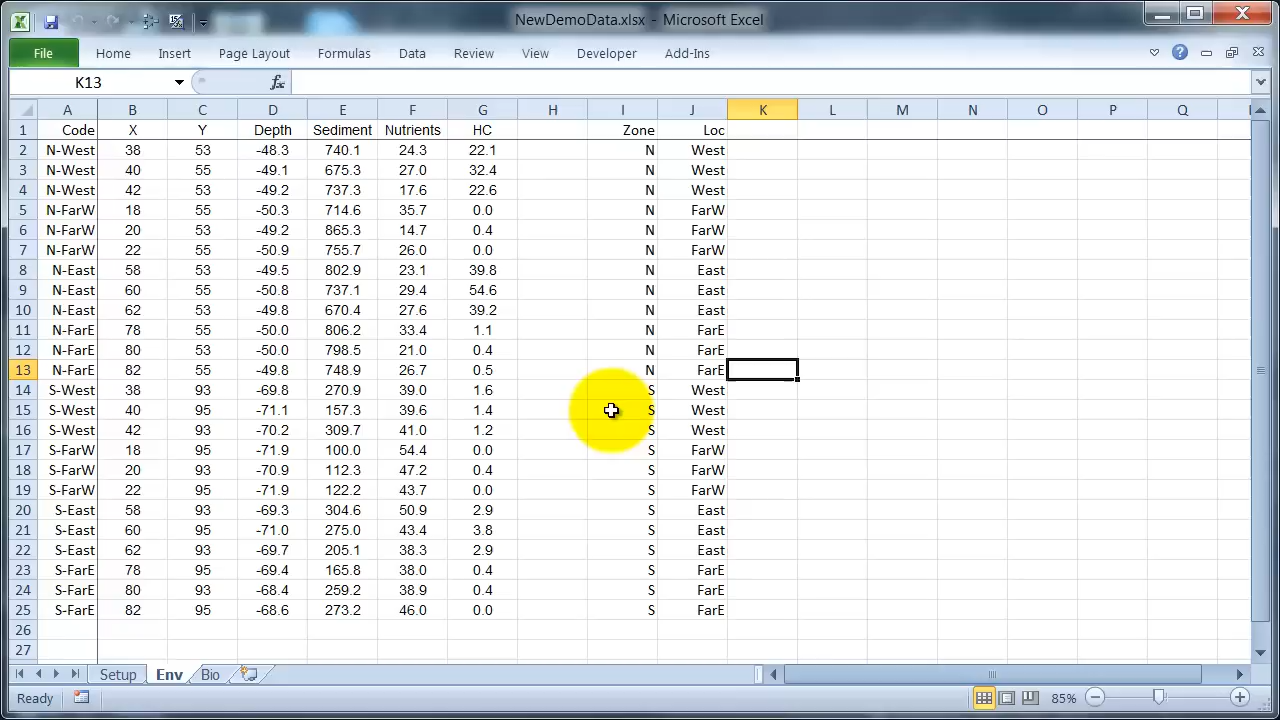 NewDemoData.xlsx - Microsoft Excel
File Home Insert Page Layout Formulas Data Review View Developer Add-Ins
K13 fx
A B C D E F G H I J K L M N O P Q
1 Code X Y Depth Sediment Nutrients HC Zone Loc
2 N-West 38 53 -48.3 740.1 24.3 22.1 N West
3 N-West 40 55 -49.1 675.3 27.0 32.4 N West
4 N-West 42 53 -49.2 737.3 17.6 22.6 N West
5 N-FarW 18 55 -50.3 714.6 35.7 0.0 N FarW
6 N-FarW 20 53 -49.2 865.3 14.7 0.4 N FarW
7 N-FarW 22 55 -50.9 755.7 26.0 0.0 N FarW
8 N-East 58 53 -49.5 802.9 23.1 39.8 N East
9 N-East 60 55 -50.8 737.1 29.4 54.6 N East
10 N-East 62 53 -49.8 670.4 27.6 39.2 N East
11 N-FarE 78 55 -50.0 806.2 33.4 1.1 N FarE
12 N-FarE 80 53 -50.0 798.5 21.0 0.4 N FarE
13 N-FarE 82 55 -49.8 748.9 26.7 0.5 N FarE
14 S-West 38 93 -69.8 270.9 39.0 1.6 S West
15 S-West 40 95 -71.1 157.3 39.6 1.4 S West
16 S-West 42 93 -70.2 309.7 41.0 1.2 S West
17 S-FarW 18 95 -71.9 100.0 54.4 0.0 S FarW
18 S-FarW 20 93 -70.9 112.3 47.2 0.4 S FarW
19 S-FarW 22 95 -71.9 122.2 43.7 0.0 S FarW
20 S-East 58 93 -69.3 304.6 50.9 2.9 S East
21 S-East 60 95 -71.0 275.0 43.4 3.8 S East
22 S-East 62 93 -69.7 205.1 38.3 2.9 S East
23 S-FarE 78 95 -69.4 165.8 38.0 0.4 S FarE
24 S-FarE 80 93 -68.4 259.2 38.9 0.4 S FarE
25 S-FarE 82 95 -68.6 273.2 46.0 0.0 S FarE
26
27
Setup Env Bio
Ready 85%